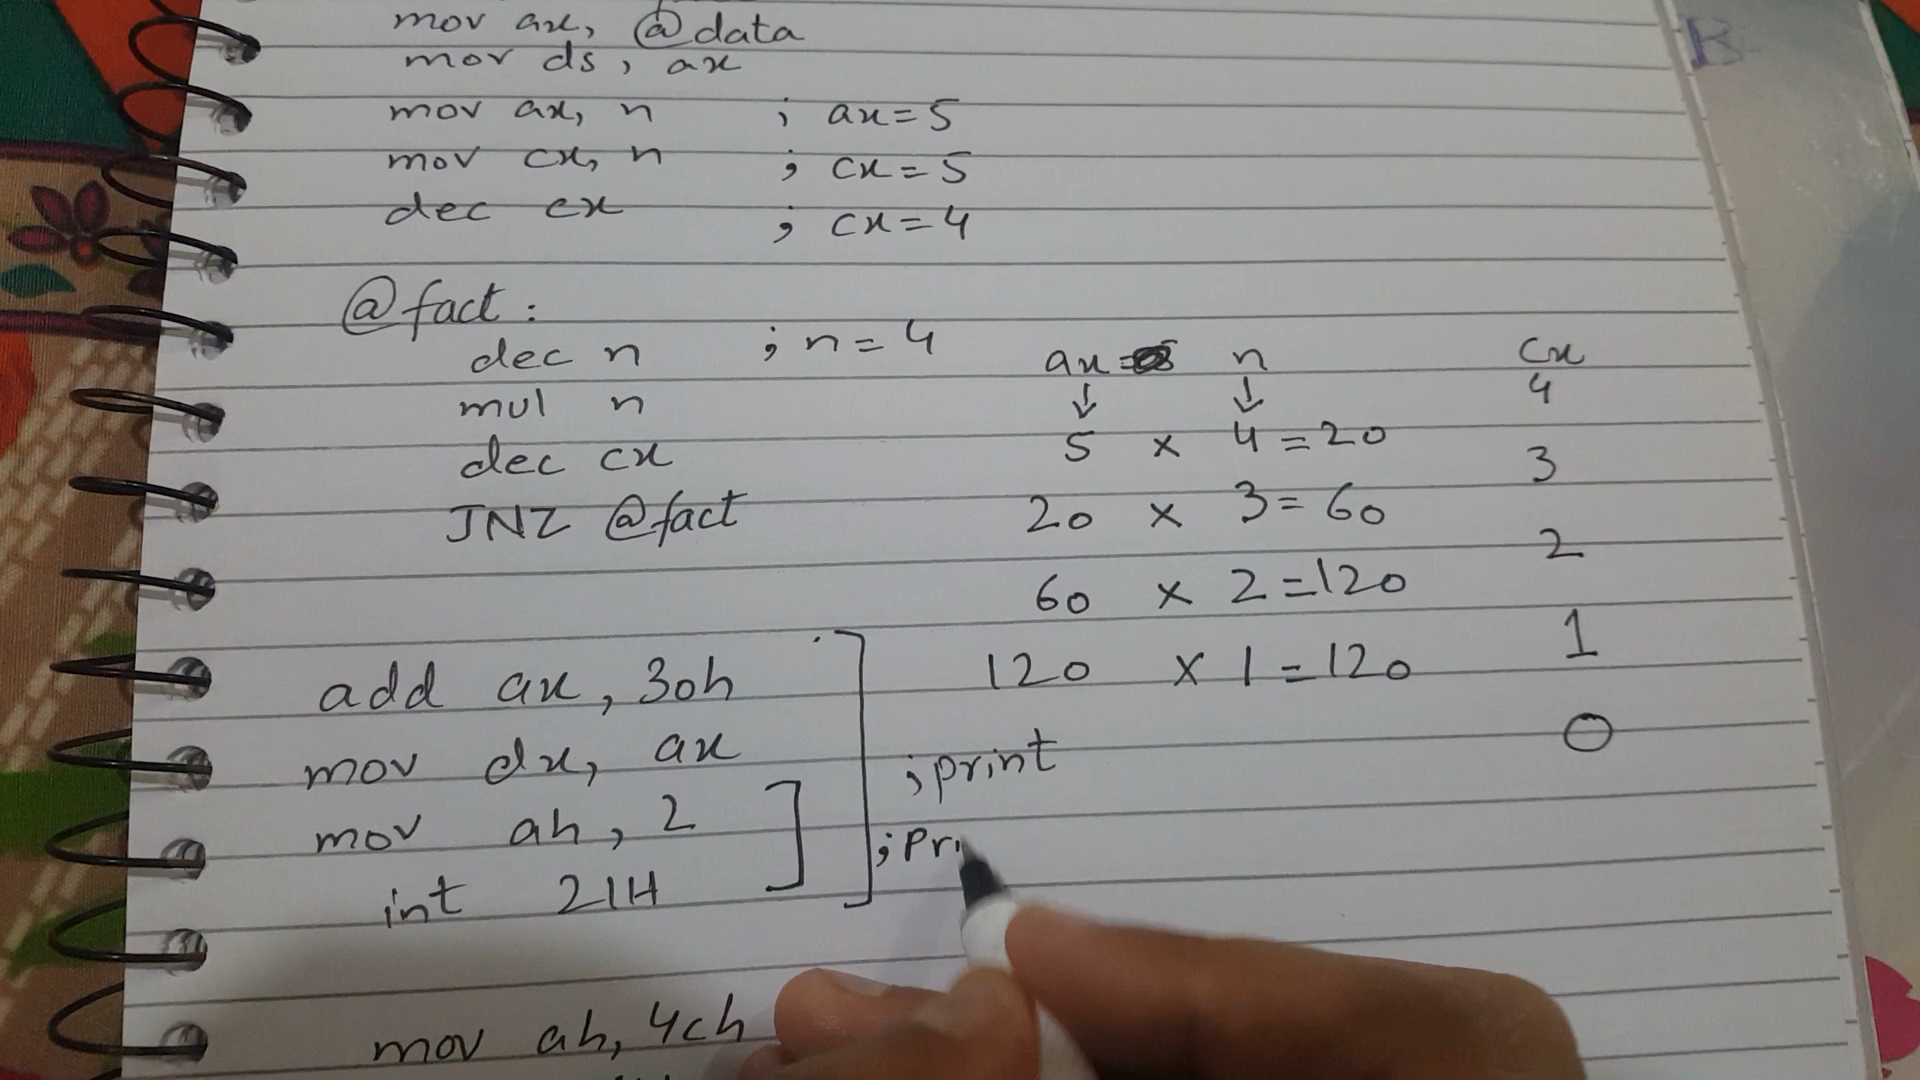 mov ax, @data
mov ds, ax
mov ax, n ; ax=5
mov cx, n ; cx=5
dec cx ; cx=4
@fact:
dec n ; n=4
mul n
dec cx
JNZ @fact
ax= n cx
↓ ↓ 4
5 x 4=20 3
20 x 3=60 2
60 x 2=120 1
120 x 1=120 0
add ax, 30h
mov dx, ax ;print
mov ah, 2 ;Pri
int 21H
mov ah, 4ch
B